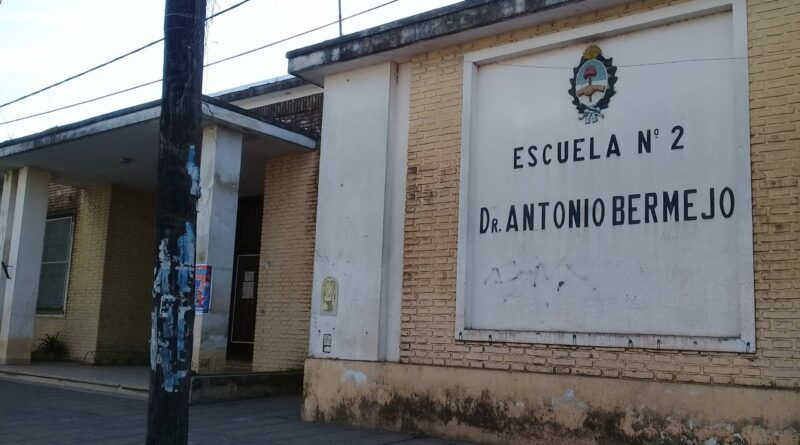 ESCUELA Nº 2
DR. ANTONIO BERMEJO